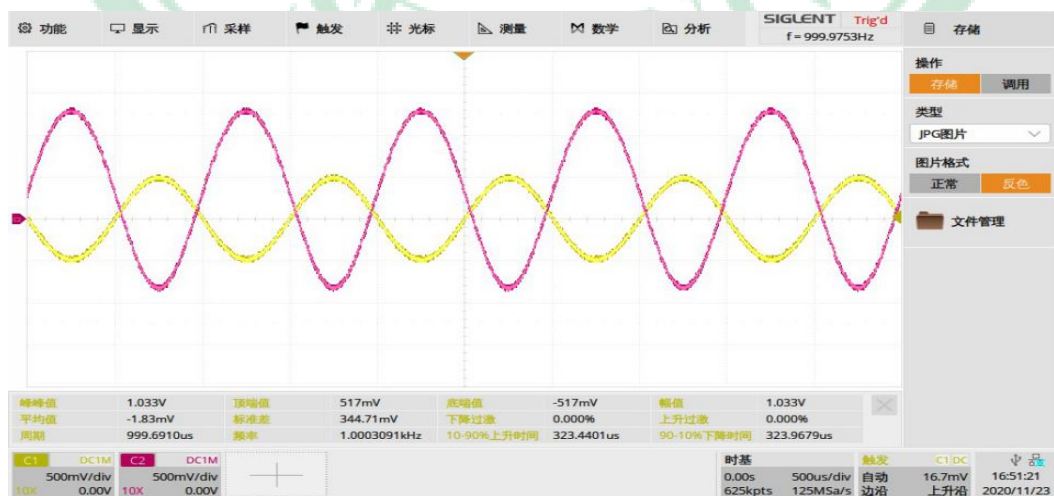 功能 显示 采样 触发 光标 测量 数学 分析 SIGLENT Trig'd 存储
f = 999.9753Hz
操作
存储 调用
类型
JPG图片
图片格式
正常 反色
文件管理
峰峰值 1.033V 顶端值 517mV 底端值 -517mV 幅值 1.033V
平均值 -1.83mV 标准差 344.71mV 下降过激 0.000% 上升过激 0.000%
周期 999.6910us 频率 1.0003091kHz 10-90%上升时间 323.4401us 90-10%下降时间 323.9679us
C1 DC1M C2 DC1M 时基 触发 C1 DC
500mV/div 500mV/div 0.00s 500us/div 自动 16.7mV 16:51:21
10X 0.00V 10X 0.00V 625kpts 125MSa/s 边沿 上升沿 2020/11/23